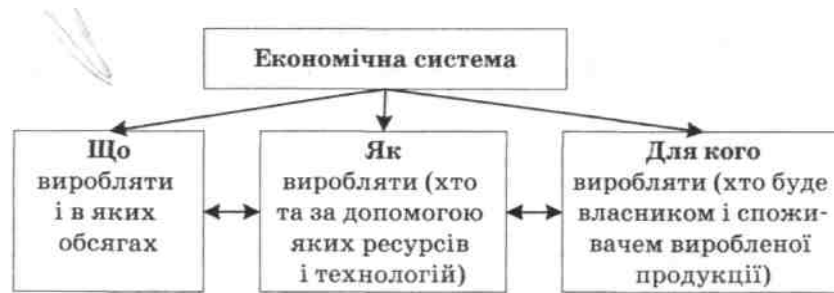 Економічна система
Що
виробляти
і в яких
обсягах
Як
виробляти (хто
та за допомогою
яких ресурсів
і технологій)
Для кого
виробляти (хто буде
власником і спожи-
вачем виробленої
продукції)